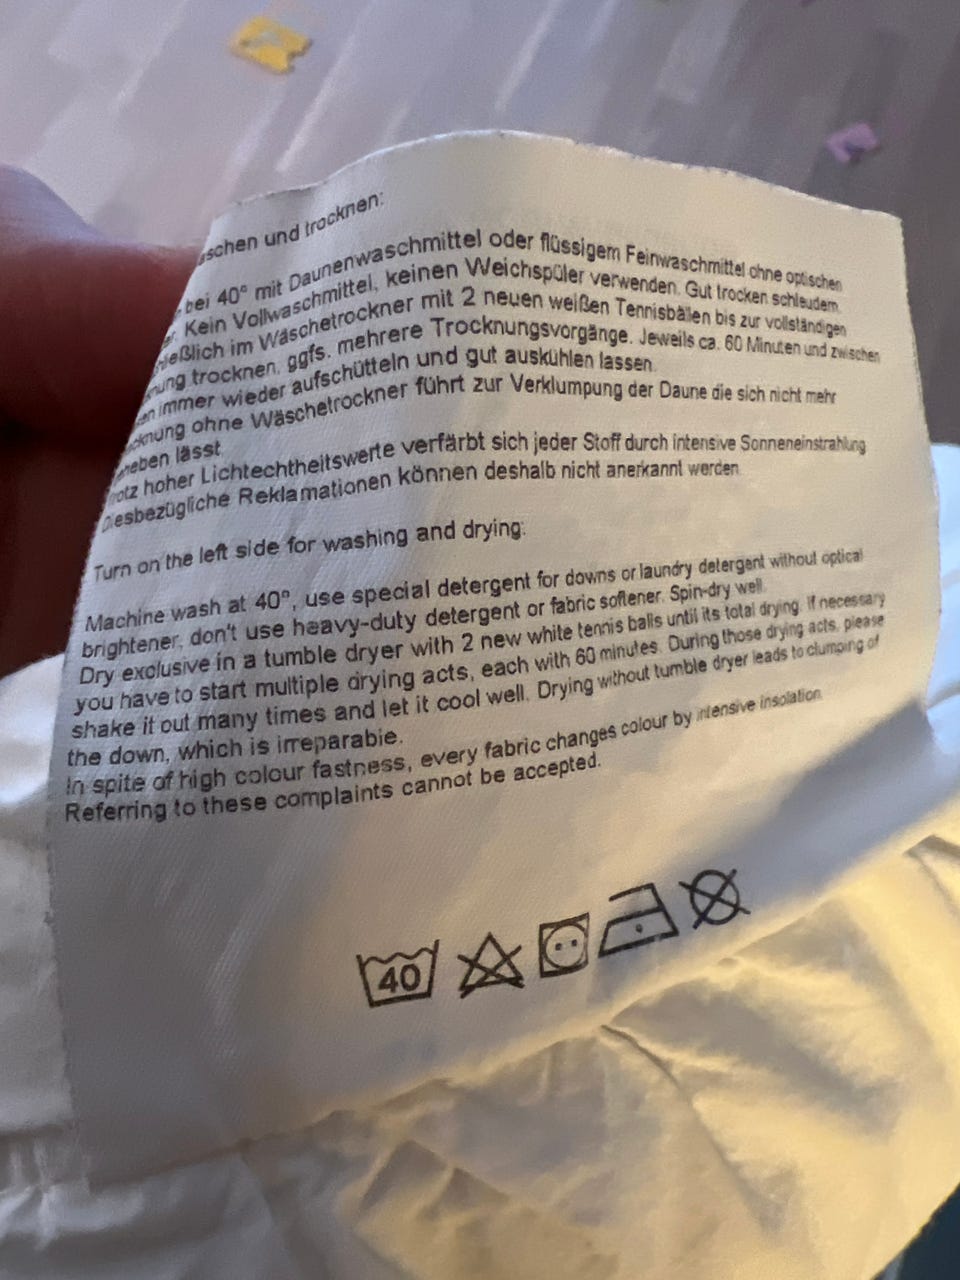 und trocknen:
bei 40° mit Daunenwaschmittel oder flüssigem Feinwaschmittel ohne optischen
Kein Vollwaschmittel, keinen Weichspüler verwenden. Gut trocken schleudern.
im Wäschetrockner mit 2 neuen weißen Tennisbällen bis zur vollständigen
trocknen, ggfs. mehrere Trocknungsvorgänge. Jeweils ca. 60 Minuten und zwischen
immer wieder aufschütteln und gut auskühlen lassen.
ohne Wäschetrockner führt zur Verklumpung der Daune die sich nicht mehr
lässt.
hoher Lichtechtheitswerte verfärbt sich jeder Stoff durch intensive Sonneneinstrahlung
Diesbezügliche Reklamationen können deshalb nicht anerkannt werden.
Turn on the left side for washing and drying:
Machine wash at 40°, use special detergent for downs or laundry detergent without optical
brightener, don't use heavy-duty detergent or fabric softener. Spin-dry well.
Dry exclusive in a tumble dryer with 2 new white tennis balls until its total drying. If necessary
you have to start multiple drying acts, each with 60 minutes. During those drying acts, please
shake it out many times and let it cool well. Drying without tumble dryer leads to clumping of
the down, which is irreparable.
In spite of high colour fastness, every fabric changes colour by intensive insolation.
Referring to these complaints cannot be accepted.
40